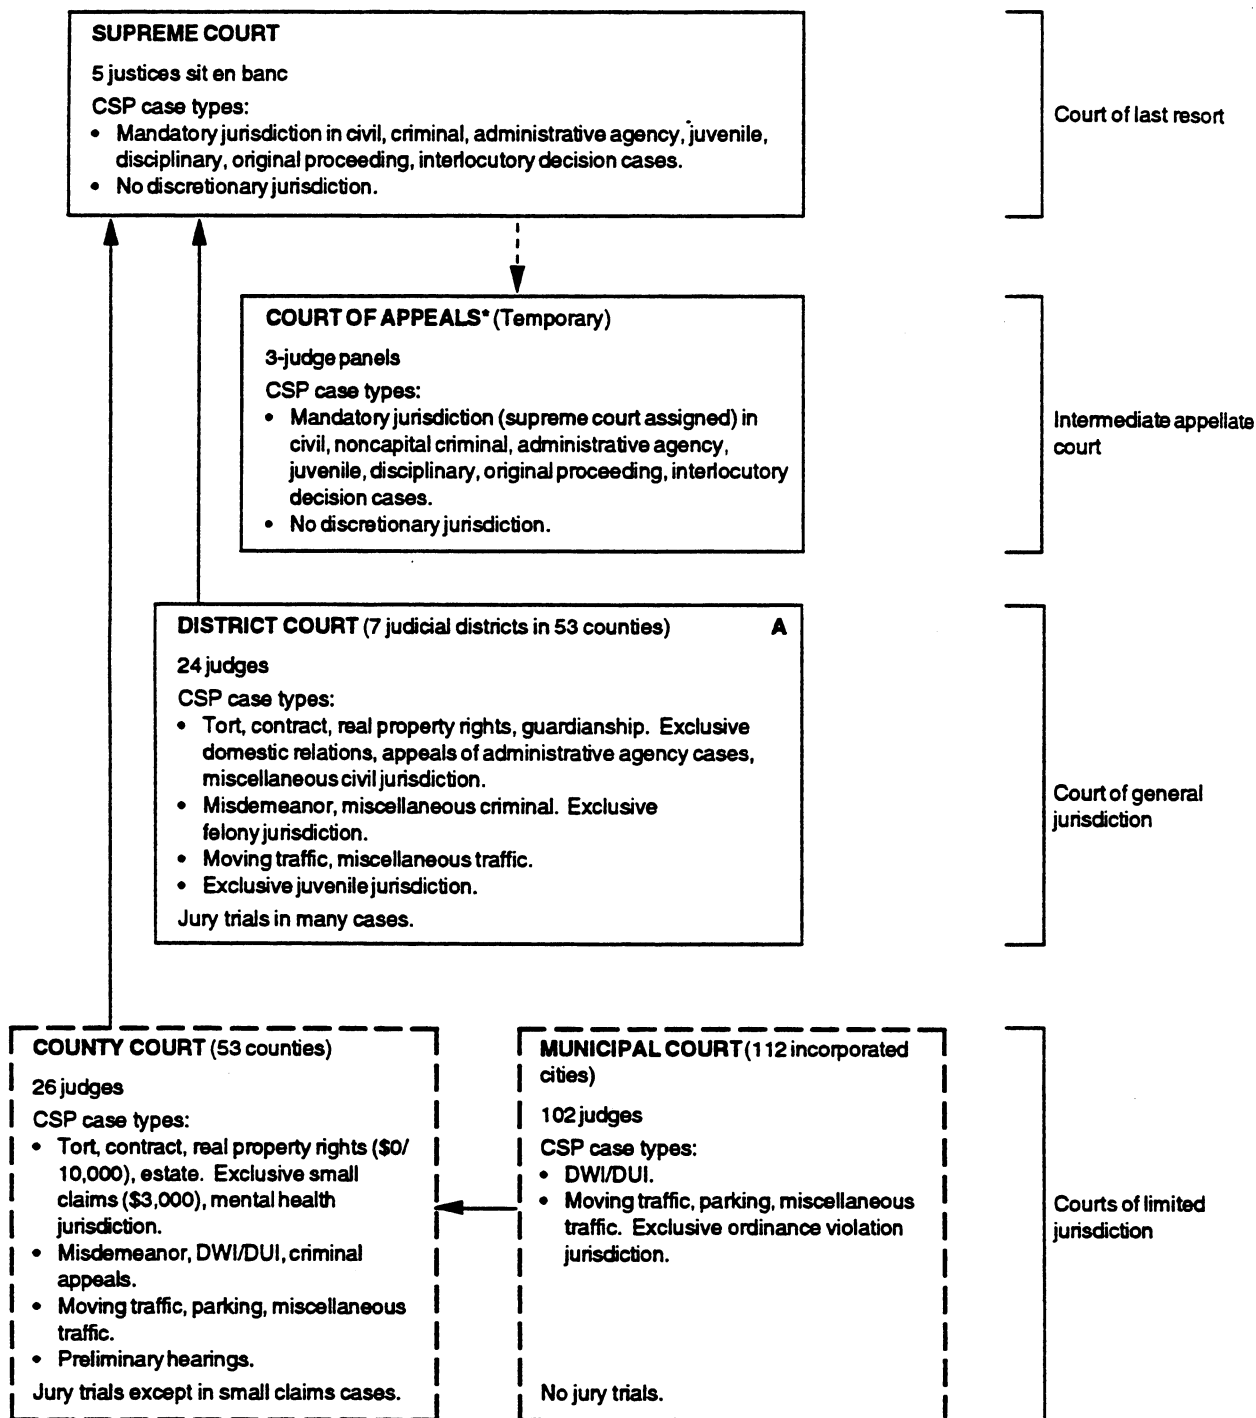 SUPREME COURT
5 justices sit en banc
CSP case types:
• Mandatory jurisdiction in civil, criminal, administrative agency, juvenile,
disciplinary, original proceeding, interlocutory decision cases.
• No discretionary jurisdiction.
Court of last resort
COURT OF APPEALS* (Temporary)
3-judge panels
CSP case types:
• Mandatory jurisdiction (supreme court assigned) in
civil, noncapital criminal, administrative agency,
juvenile, disciplinary, original proceeding, interlocutory
decision cases.
• No discretionary jurisdiction.
Intermediate appellate
court
DISTRICT COURT (7 judicial districts in 53 counties) A
24 judges
CSP case types:
• Tort, contract, real property rights, guardianship. Exclusive
domestic relations, appeals of administrative agency cases,
miscellaneous civil jurisdiction.
• Misdemeanor, miscellaneous criminal. Exclusive
felony jurisdiction.
• Moving traffic, miscellaneous traffic.
• Exclusive juvenile jurisdiction.
Jury trials in many cases.
Court of general
jurisdiction
COUNTY COURT (53 counties)
26 judges
CSP case types:
• Tort, contract, real property rights ($0/
10,000), estate. Exclusive small
claims ($3,000), mental health
jurisdiction.
• Misdemeanor, DWI/DUI, criminal
appeals.
• Moving traffic, parking, miscellaneous
traffic.
• Preliminary hearings.
Jury trials except in small claims cases.
MUNICIPAL COURT (112 incorporated
cities)
102 judges
CSP case types:
• DWI/DUI.
• Moving traffic, parking, miscellaneous
traffic. Exclusive ordinance violation
jurisdiction.
No jury trials.
Courts of limited
jurisdiction